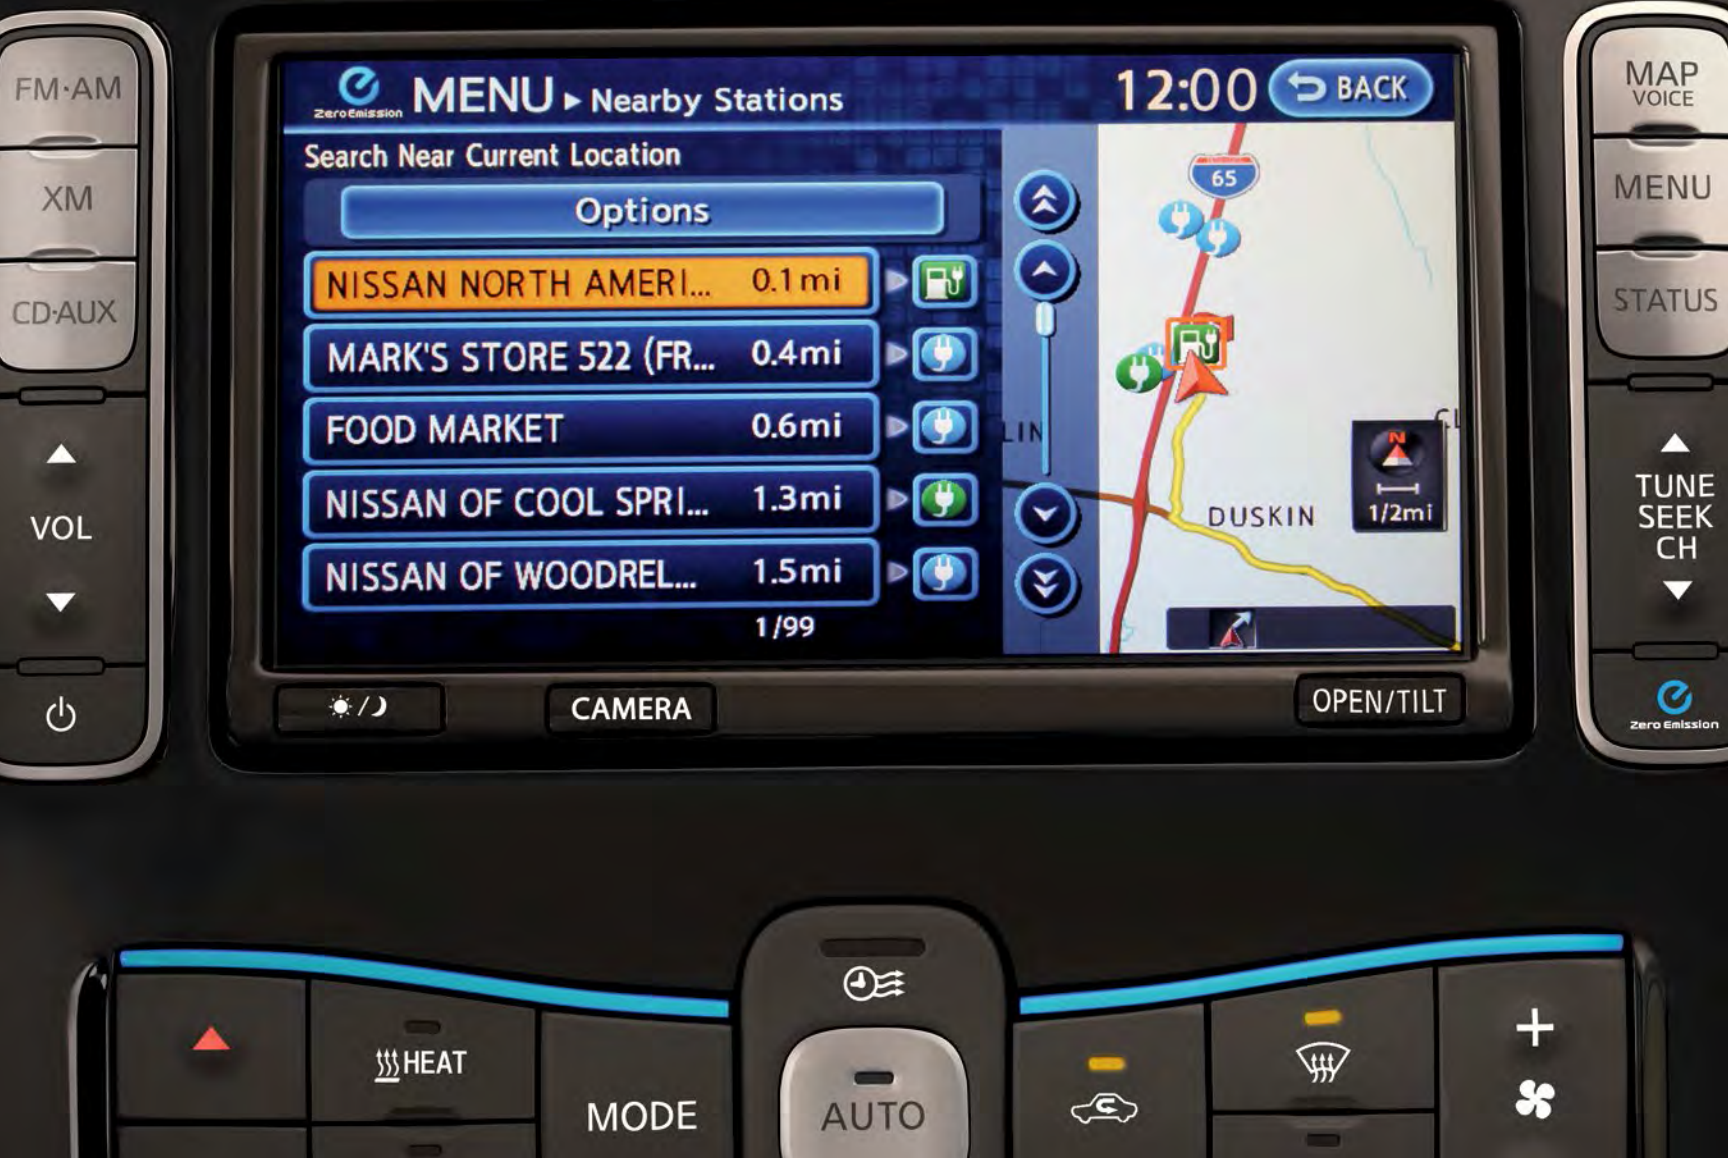 FM·AM
XM
CD·AUX
VOL
Zero Emission
MENU ▸ Nearby Stations
12:00
BACK
Search Near Current Location
Options
NISSAN NORTH AMERI... 0.1mi
MARK'S STORE 522 (FR... 0.4mi
FOOD MARKET 0.6mi
NISSAN OF COOL SPRI... 1.3mi
NISSAN OF WOODREL... 1.5mi
1/99
65
LIN
DUSKIN
N
1/2mi
CAMERA
OPEN/TILT
MAP
VOICE
MENU
STATUS
TUNE
SEEK
CH
Zero Emission
HEAT
MODE
AUTO